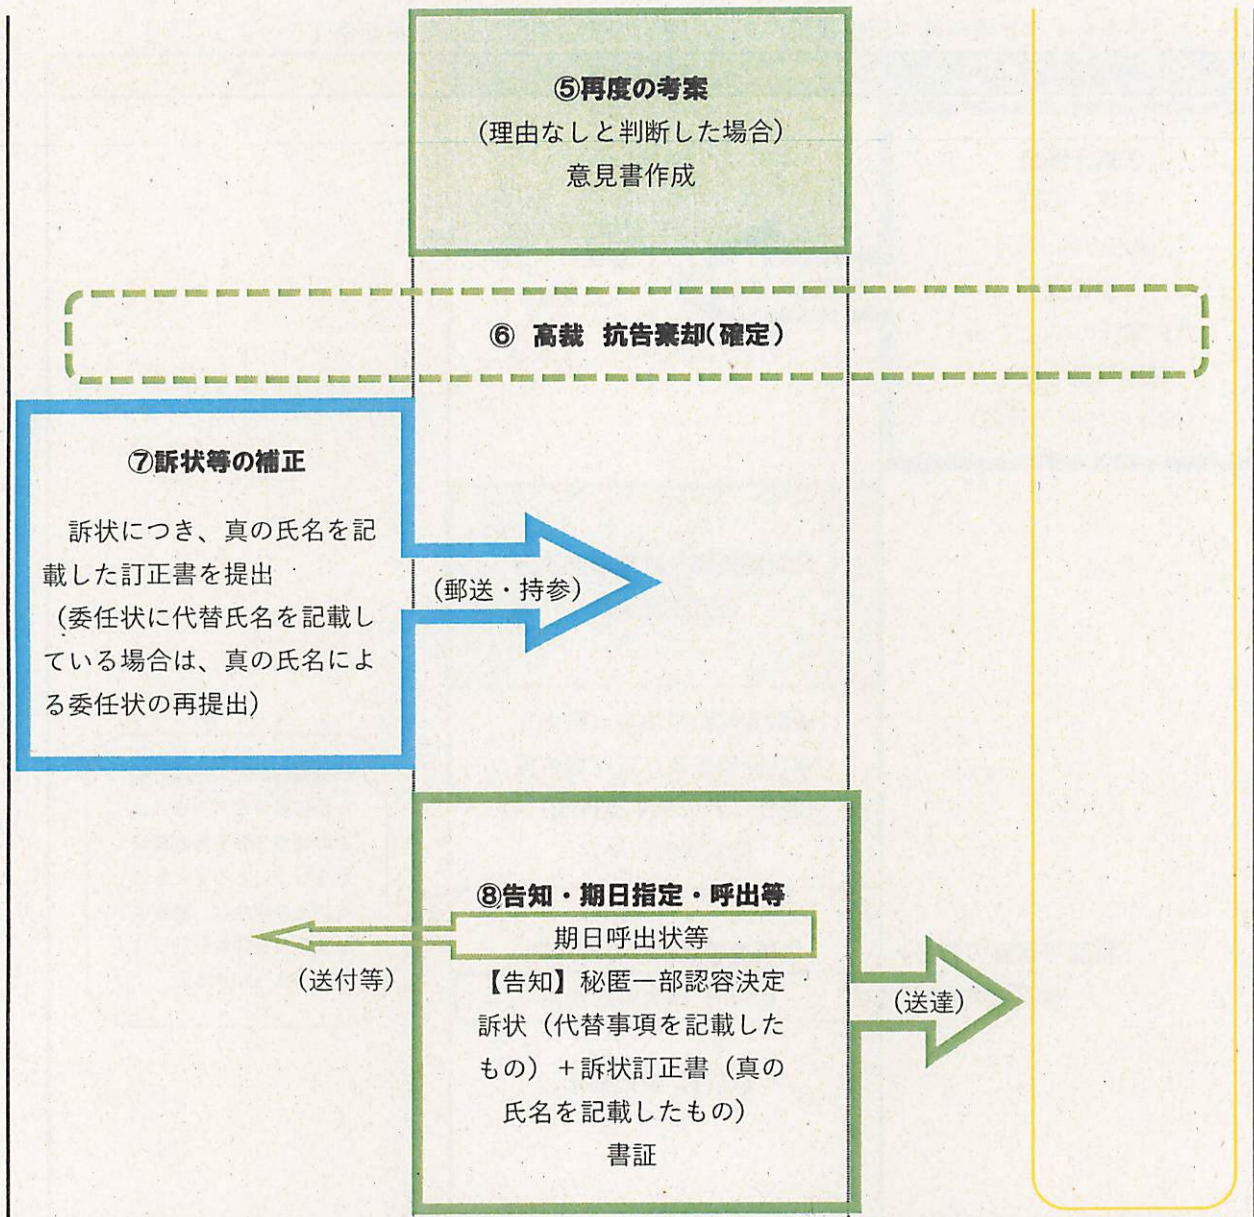 ⑤再度の考案
(理由なしと判断した場合)
意見書作成
⑥ 高裁 抗告棄却(確定)
⑦訴状等の補正
訴状につき、真の氏名を記
載した訂正書を提出
(委任状に代替氏名を記載し
ている場合は、真の氏名によ
る委任状の再提出)
(郵送・持参)
⑧告知・期日指定・呼出等
期日呼出状等
(送付等)
【告知】秘匿一部認容決定
訴状(代替事項を記載した
もの)+訴状訂正書(真の
氏名を記載したもの)
書証
(送達)